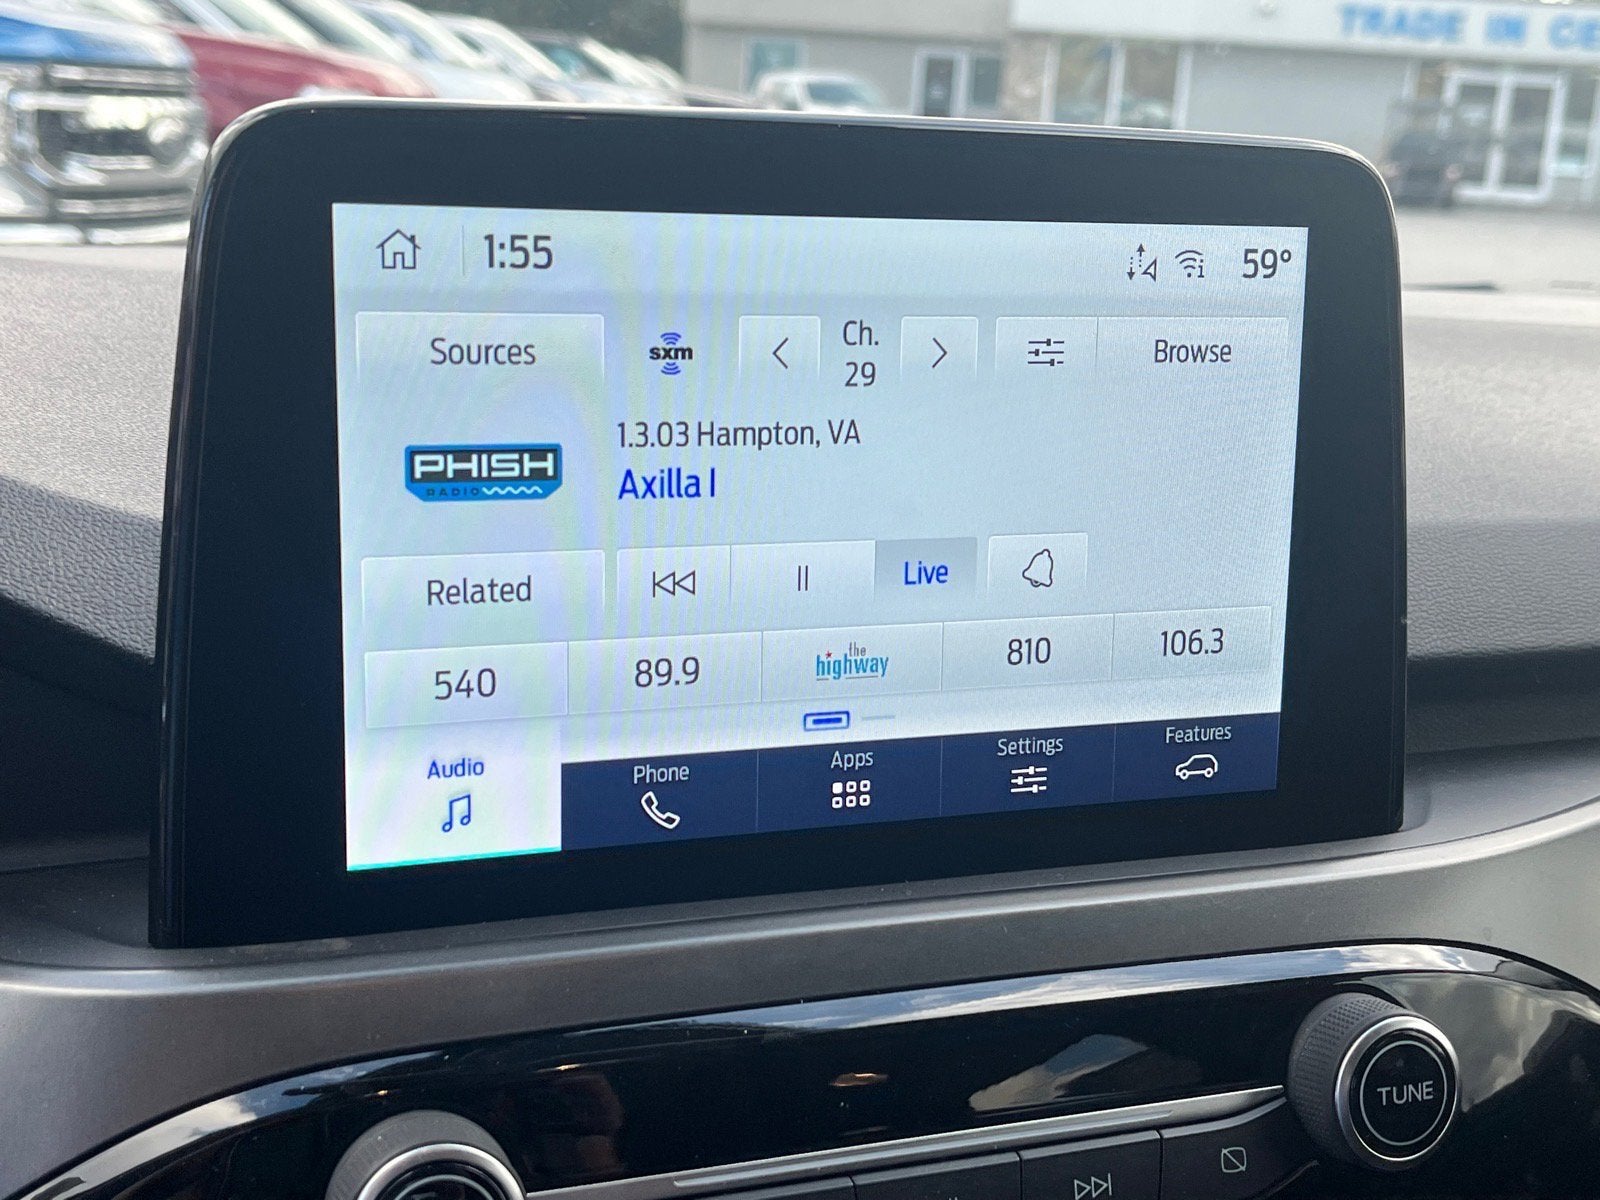 TRADE IN CE
1:55
59°
Sources
sxm
Ch.
29
Browse
1.3.03 Hampton, VA
Axilla I
PHISH
RADIO
Related
Live
540
89.9
the
highway
810
106.3
Audio
Phone
Apps
Settings
Features
TUNE